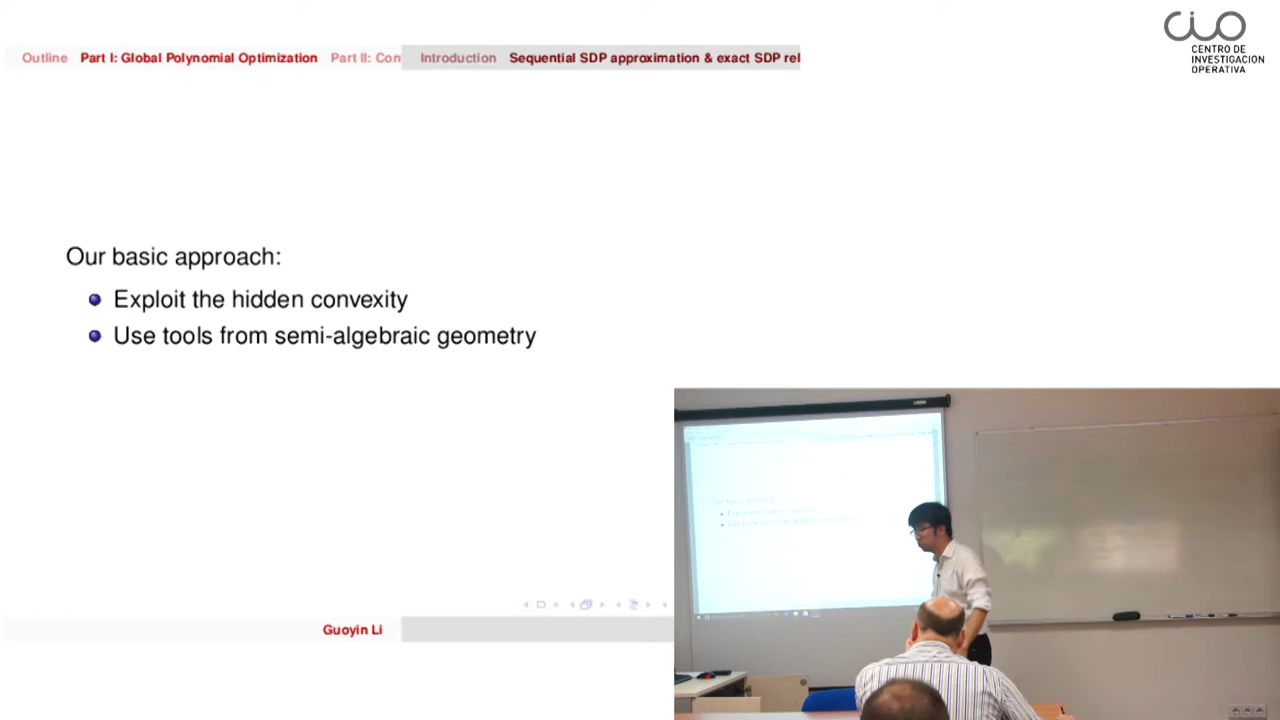 Outline Part I: Global Polynomial Optimization Part II: Con Introduction Sequential SDP approximation & exact SDP rel
CENTRO DE
INVESTIGACION
OPERATIVA
Our basic approach:
Exploit the hidden convexity
Use tools from semi-algebraic geometry
Guoyin Li